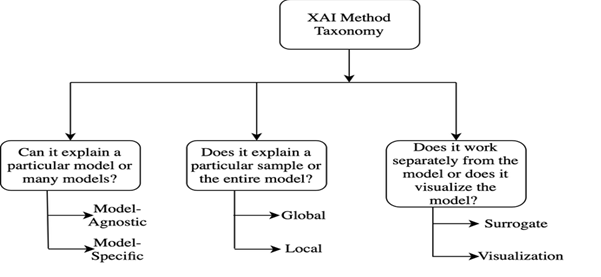 XAI Method
Taxonomy
Can it explain a
particular model or
many models?
Model-
Agnostic
Model-
Specific
Does it explain a
particular sample or
the entire model?
Global
Local
Does it work
separately from the
model or does it
visualize the
model?
Surrogate
Visualization